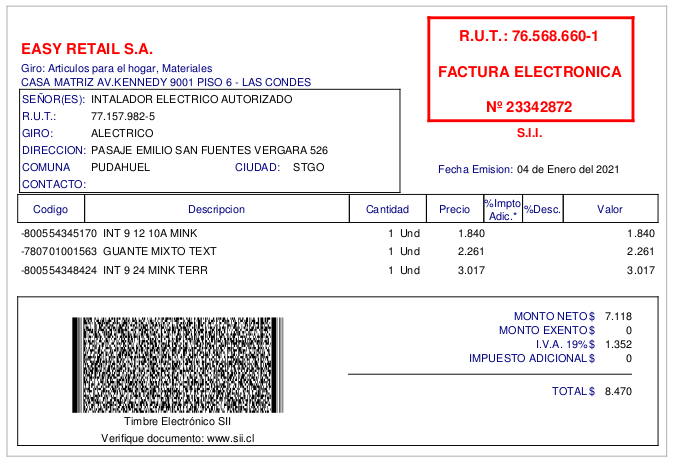 EASY RETAIL S.A.
Giro: Articulos para el hogar, Materiales
CASA MATRIZ AV.KENNEDY 9001 PISO 6 - LAS CONDES
R.U.T.: 76.568.660-1
FACTURA ELECTRONICA
Nº 23342872
S.I.I.
SEÑOR(ES): INTALADOR ELECTRICO AUTORIZADO
R.U.T.: 77.157.982-5
GIRO: ALECTRICO
DIRECCION: PASAJE EMILIO SAN FUENTES VERGARA 526
COMUNA PUDAHUEL CIUDAD: STGO
CONTACTO:
Fecha Emision: 04 de Enero del 2021
Codigo Descripcion Cantidad Precio %Impto Adic.* %Desc. Valor
-800554345170 INT 9 12 10A MINK 1 Und 1.840 1.840
-780701001563 GUANTE MIXTO TEXT 1 Und 2.261 2.261
-800554348424 INT 9 24 MINK TERR 1 Und 3.017 3.017
MONTO NETO $ 7.118
MONTO EXENTO $ 0
I.V.A. 19% $ 1.352
IMPUESTO ADICIONAL $ 0
TOTAL $ 8.470
Timbre Electrónico SII
Verifique documento: www.sii.cl